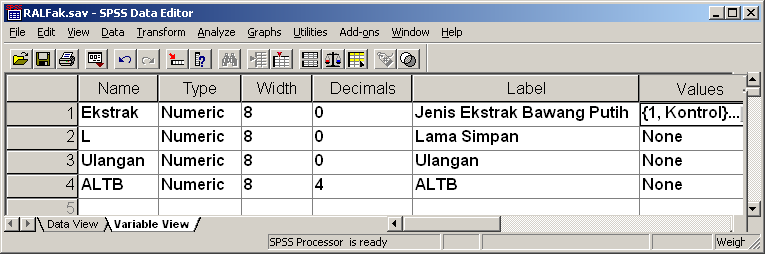 RALFak.sav - SPSS Data Editor
File Edit View Data Transform Analyze Graphs Utilities Add-ons Window Help
Name Type Width Decimals Label Values
1 Ekstrak Numeric 8 0 Jenis Ekstrak Bawang Putih {1, Kontrol}...
2 L Numeric 8 0 Lama Simpan None
3 Ulangan Numeric 8 0 Ulangan None
4 ALTB Numeric 8 4 ALTB None
5
Data View Variable View
SPSS Processor is ready Weigh